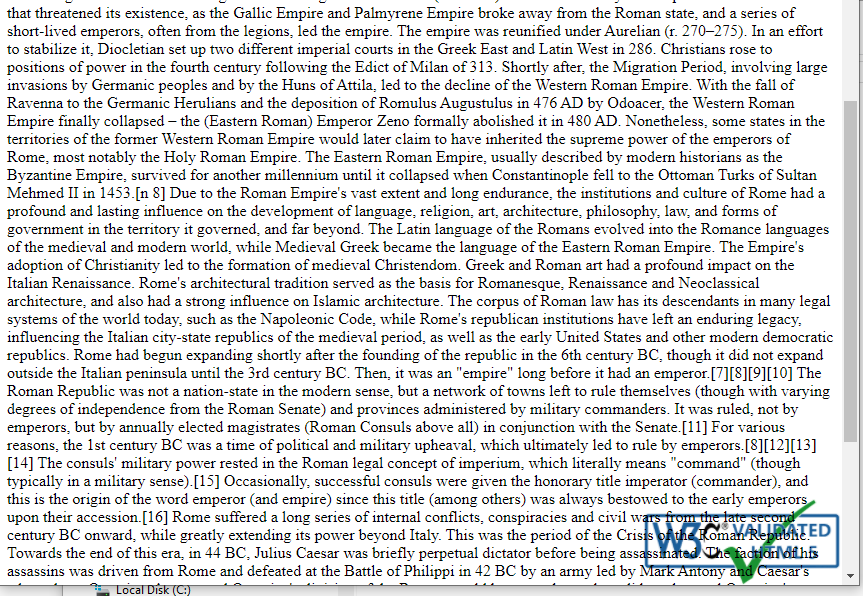 that threatened its existence, as the Gallic Empire and Palmyrene Empire broke away from the Roman state, and a series of
short-lived emperors, often from the legions, led the empire. The empire was reunified under Aurelian (r. 270–275). In an effort
to stabilize it, Diocletian set up two different imperial courts in the Greek East and Latin West in 286. Christians rose to
positions of power in the fourth century following the Edict of Milan of 313. Shortly after, the Migration Period, involving large
invasions by Germanic peoples and by the Huns of Attila, led to the decline of the Western Roman Empire. With the fall of
Ravenna to the Germanic Herulians and the deposition of Romulus Augustulus in 476 AD by Odoacer, the Western Roman
Empire finally collapsed – the (Eastern Roman) Emperor Zeno formally abolished it in 480 AD. Nonetheless, some states in the
territories of the former Western Roman Empire would later claim to have inherited the supreme power of the emperors of
Rome, most notably the Holy Roman Empire. The Eastern Roman Empire, usually described by modern historians as the
Byzantine Empire, survived for another millennium until it collapsed when Constantinople fell to the Ottoman Turks of Sultan
Mehmed II in 1453.[n 8] Due to the Roman Empire's vast extent and long endurance, the institutions and culture of Rome had a
profound and lasting influence on the development of language, religion, art, architecture, philosophy, law, and forms of
government in the territory it governed, and far beyond. The Latin language of the Romans evolved into the Romance languages
of the medieval and modern world, while Medieval Greek became the language of the Eastern Roman Empire. The Empire's
adoption of Christianity led to the formation of medieval Christendom. Greek and Roman art had a profound impact on the
Italian Renaissance. Rome's architectural tradition served as the basis for Romanesque, Renaissance and Neoclassical
architecture, and also had a strong influence on Islamic architecture. The corpus of Roman law has its descendants in many legal
systems of the world today, such as the Napoleonic Code, while Rome's republican institutions have left an enduring legacy,
influencing the Italian city-state republics of the medieval period, as well as the early United States and other modern democratic
republics. Rome had begun expanding shortly after the founding of the republic in the 6th century BC, though it did not expand
outside the Italian peninsula until the 3rd century BC. Then, it was an "empire" long before it had an emperor.[7][8][9][10] The
Roman Republic was not a nation-state in the modern sense, but a network of towns left to rule themselves (though with varying
degrees of independence from the Roman Senate) and provinces administered by military commanders. It was ruled, not by
emperors, but by annually elected magistrates (Roman Consuls above all) in conjunction with the Senate.[11] For various
reasons, the 1st century BC was a time of political and military upheaval, which ultimately led to rule by emperors.[8][12][13]
[14] The consuls' military power rested in the Roman legal concept of imperium, which literally means "command" (though
typically in a military sense).[15] Occasionally, successful consuls were given the honorary title imperator (commander), and
this is the origin of the word emperor (and empire) since this title (among others) was always bestowed to the early emperors
upon their accession.[16] Rome suffered a long series of internal conflicts, conspiracies and civil wars from the late second
century BC onward, while greatly extending its power beyond Italy. This was the period of the Crisis of the Roman Republic.
Towards the end of this era, in 44 BC, Julius Caesar was briefly perpetual dictator before being assassinated. The faction of his
assassins was driven from Rome and defeated at the Battle of Philippi in 42 BC by an army led by Mark Antony and Caesar's
W3C® VALIDATED
HTML 5
Local Disk (C:)